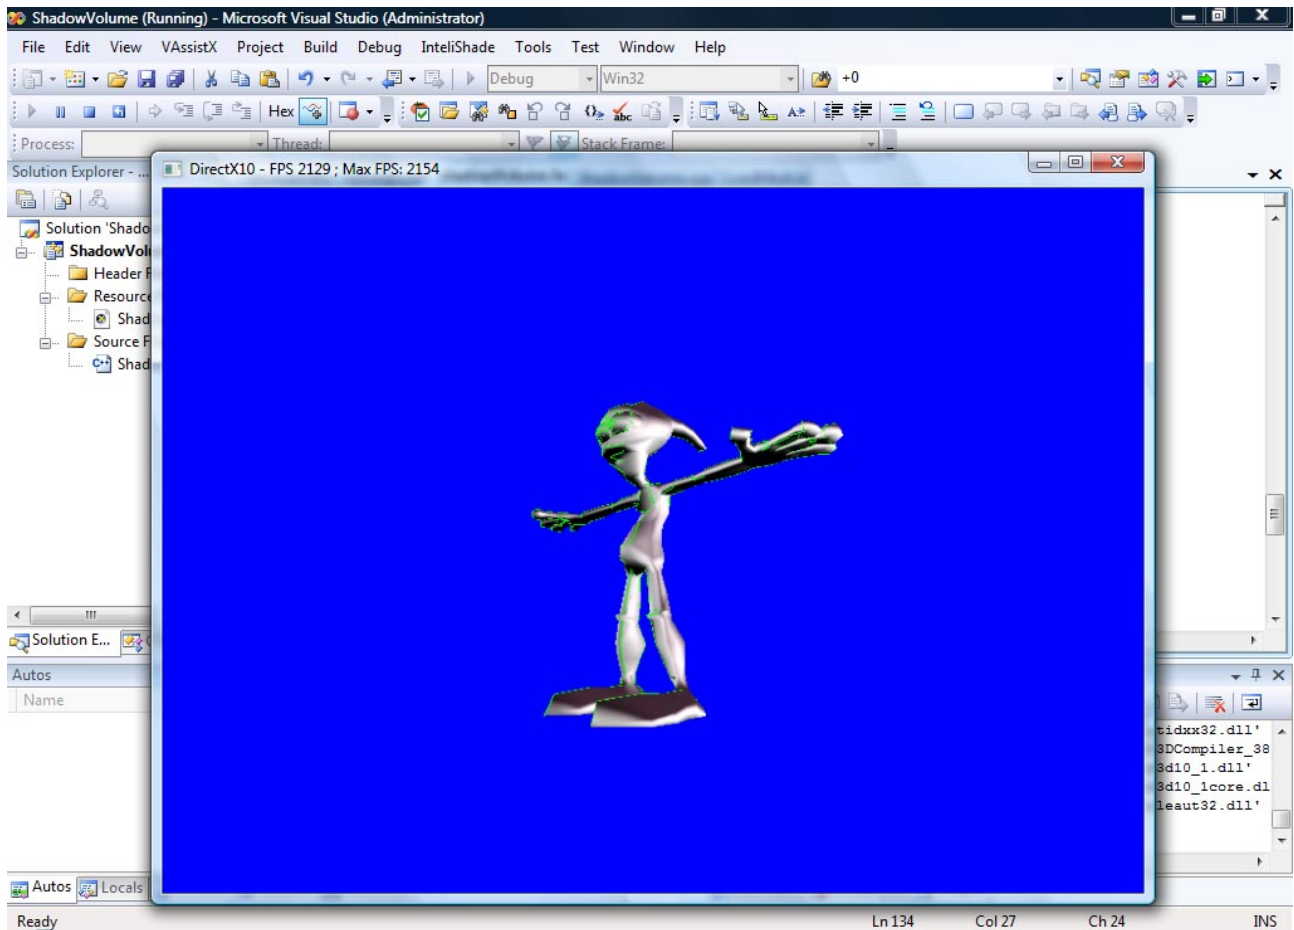 ShadowVolume (Running) - Microsoft Visual Studio (Administrator)
File Edit View VAssistX Project Build Debug InteliShade Tools Test Window Help
Debug Win32 +0
Hex
Process: Thread: Stack Frame:
Solution Explorer - ...
DirectX10 - FPS 2129 ; Max FPS: 2154
Solution 'Shado
ShadowVol
Header F
Resource
Shad
Source F
C++ Shad
Solution E...
Autos
Name
tidxx32.dll'
3DCompiler_38
3d10_1.dll'
3d10_1core.dl
leaut32.dll'
Autos Locals
Ready Ln 134 Col 27 Ch 24 INS